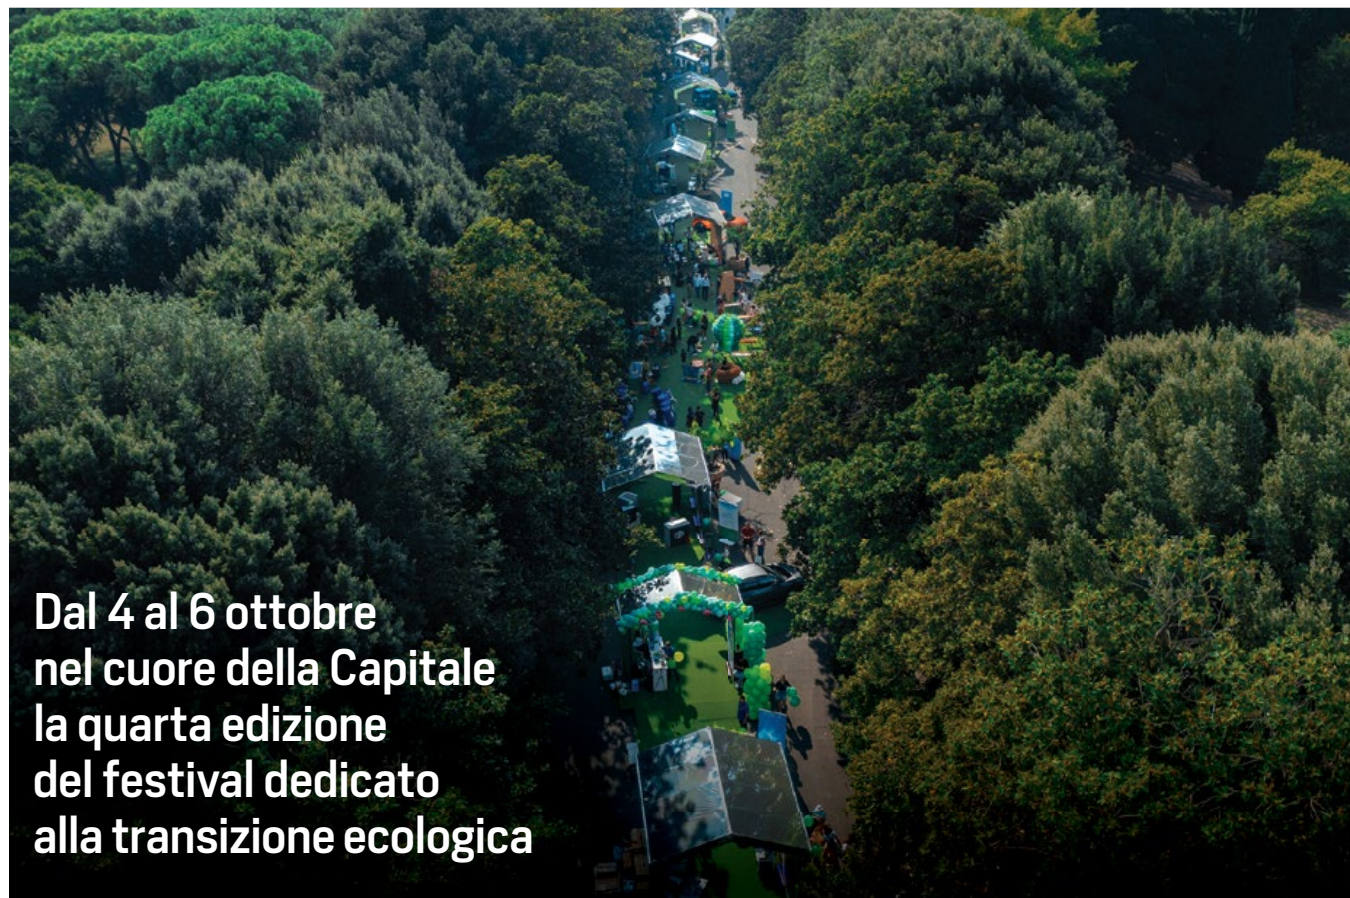 Dal 4 al 6 ottobre
nel cuore della Capitale
la quarta edizione
del festival dedicato
alla transizione ecologica